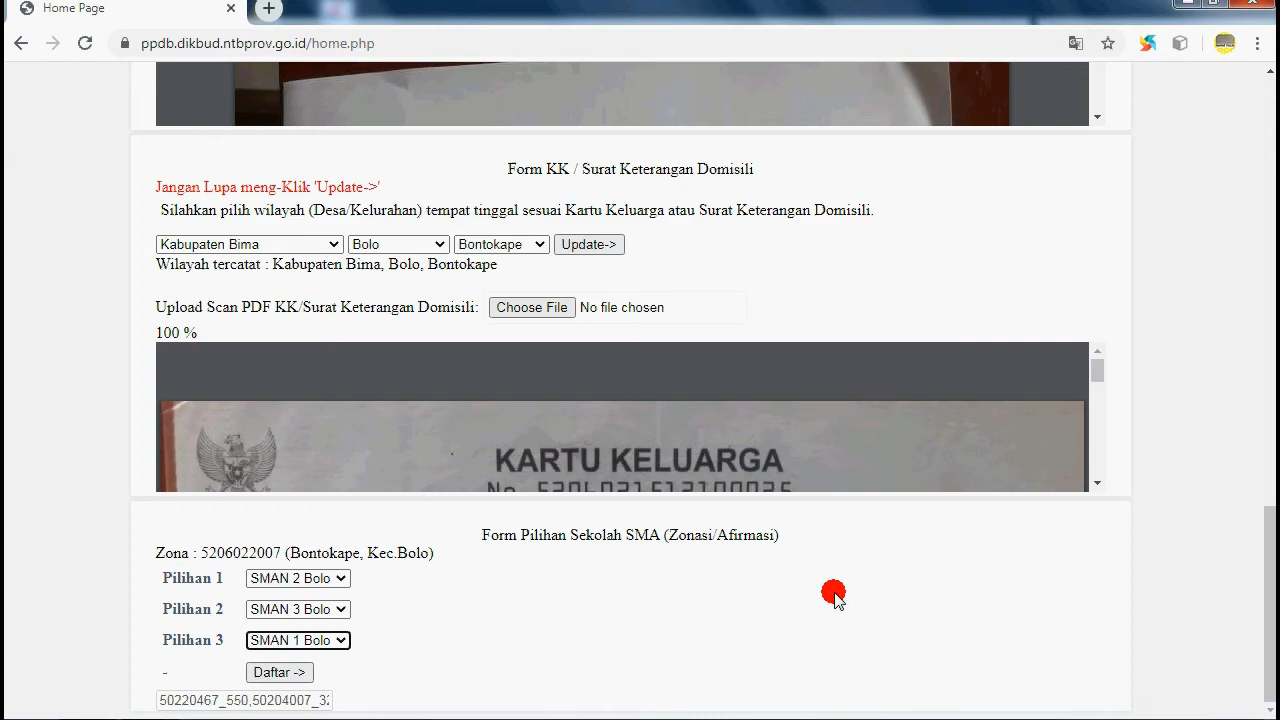 Home Page
ppdb.dikbud.ntbprov.go.id/home.php
Form KK / Surat Keterangan Domisili
Jangan Lupa meng-Klik 'Update->'
Silahkan pilih wilayah (Desa/Kelurahan) tempat tinggal sesuai Kartu Keluarga atau Surat Keterangan Domisili.
Kabupaten Bima Bolo Bontokape Update->
Wilayah tercatat : Kabupaten Bima, Bolo, Bontokape
Upload Scan PDF KK/Surat Keterangan Domisili: Choose File No file chosen
100 %
KARTU KELUARGA
No.
Form Pilihan Sekolah SMA (Zonasi/Afirmasi)
Zona : 5206022007 (Bontokape, Kec.Bolo)
Pilihan 1 SMAN 2 Bolo
Pilihan 2 SMAN 3 Bolo
Pilihan 3 SMAN 1 Bolo
- Daftar ->
50220467_550,50204007_32